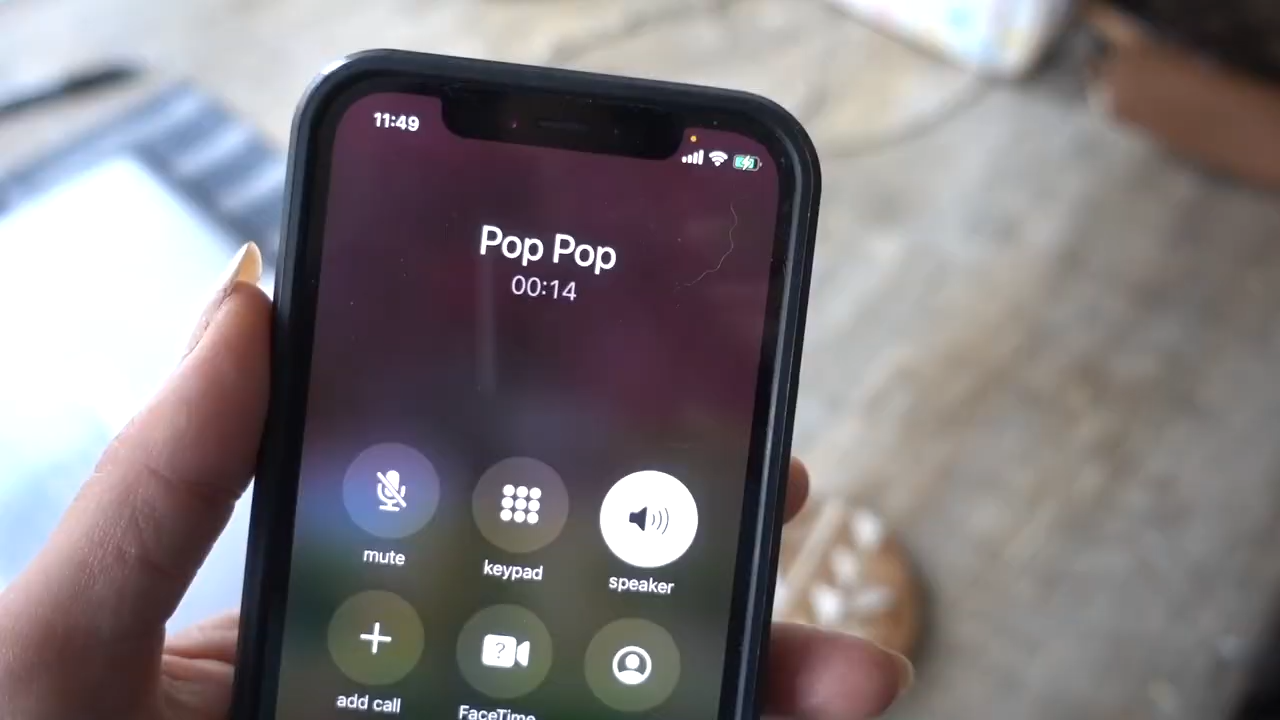 11:49
Pop Pop
00:14
mute
keypad
speaker
add call
FaceTime